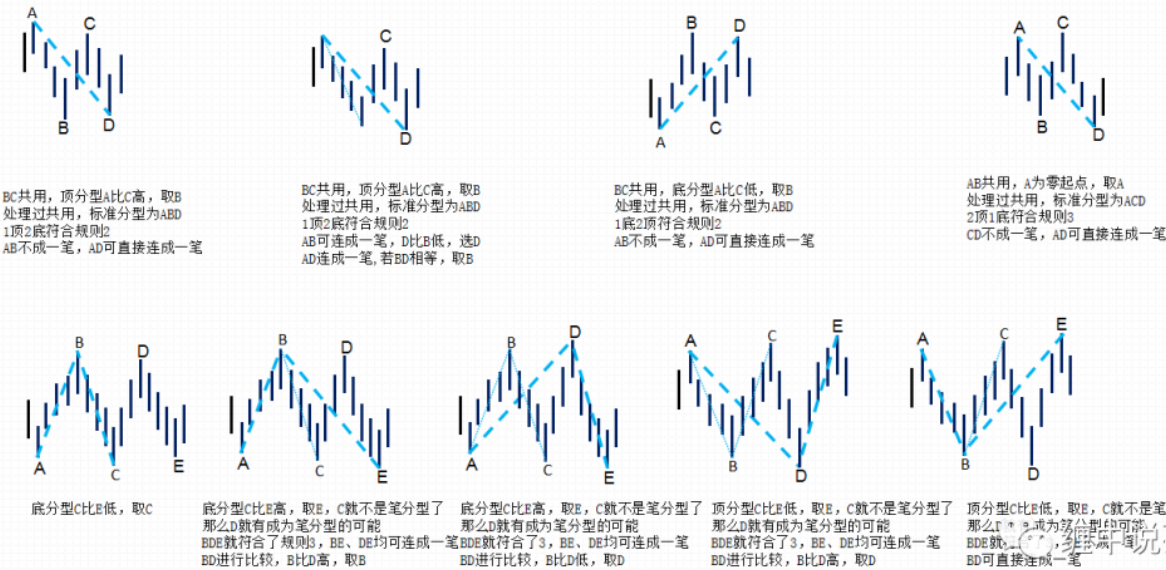 A
C
B
D
BC共用，顶分型A比C高，取B
处理过共用，标准分型为ABD
1顶2底符合规则2
AB不成一笔，AD可直接连成一笔
C
D
BC共用，顶分型A比C高，取B
处理过共用，标准分型为ABD
1顶2底符合规则2
AB可连成一笔，D比B低，选D
AD连成一笔,若BD相等，取B
B
D
A
C
BC共用，底分型A比C低，取B
处理过共用，标准分型为ABD
1底2顶符合规则2
AB不成一笔，AD可直接连成一笔
A
C
B
D
AB共用，A为零起点，取A
处理过共用，标准分型为ACD
2顶1底符合规则3
CD不成一笔，AD可直接连成一笔
B
D
A
C
E
底分型C比E低，取C
B
D
A
C
E
底分型C比E高，取E，C就不是笔分型了
那么D就有成为笔分型的可能
BDE就符合了规则3，BE、DE均可连成一笔
BD进行比较，B比D高，取B
B
D
A
C
E
底分型C比E高，取E，C就不是笔分型了
那么D就有成为笔分型的可能
BDE就符合了3，BE、DE均可连成一笔
BD进行比较，B比D低，取D
A
C
E
B
D
顶分型C比E低，取E，C就不是笔分型了
那么D就有成为笔分型的可能
BDE就符合了3，BE、DE均可连成一笔
BD进行比较，B比D高，取D
A
C
E
B
D
顶分型C比E低，取E，C就不是笔
那么D 成为笔分型的可能
BDE就 成一笔
BD可直接连成一笔
缠中说